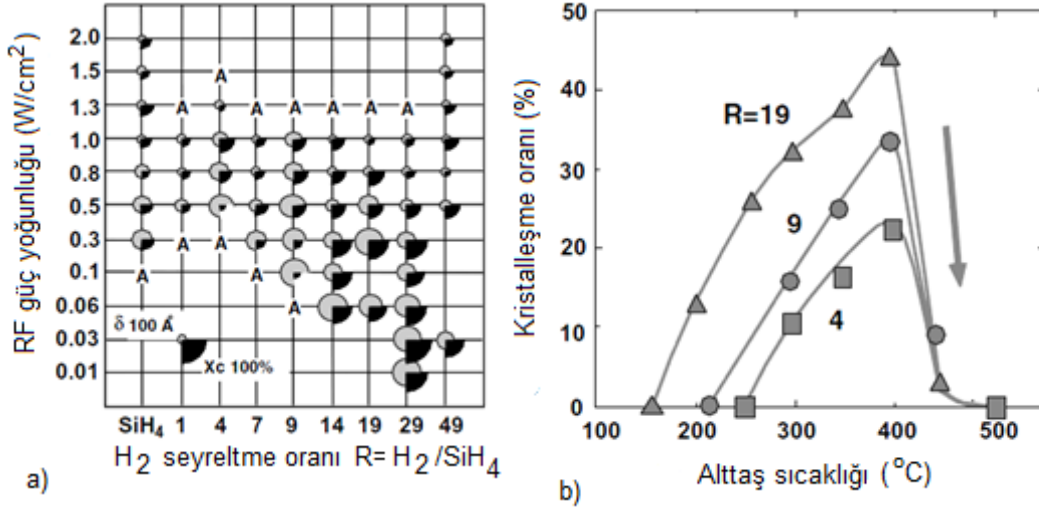 RF güç yoğunluğu (W/cm²)
2.0
1.5
A
1.3 A A A A A A
1.0
0.8
0.5
0.3 A A
0.1 A A
0.06 A
δ 100 Å
0.03
Xc 100%
0.01
SiH₄ 1 4 7 9 14 19 29 49
H₂ seyreltme oranı R= H₂/SiH₄
a)
Kristalleşme oranı (%)
50
40
30
20
10
0
R=19
9
4
100 200 300 400 500
Alttaş sıcaklığı (°C)
b)